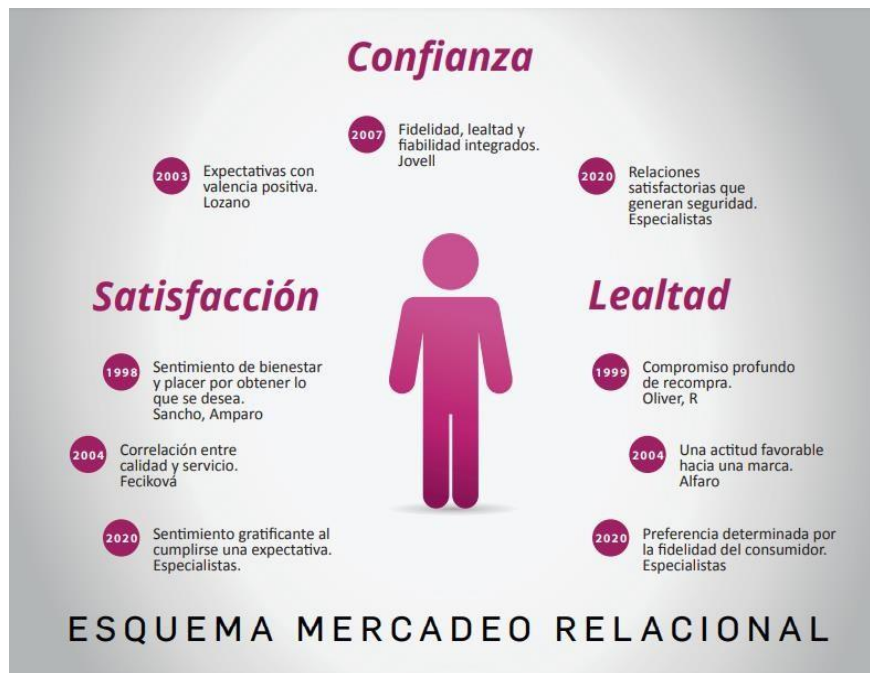 Confianza
2003
Expectativas con
valencia positiva.
Lozano
2007
Fidelidad, lealtad y
fiabilidad integrados.
Jovell
2020
Relaciones
satisfactorias que
generan seguridad.
Especialistas
Satisfacción
1998
Sentimiento de bienestar
y placer por obtener lo
que se desea.
Sancho, Amparo
2004
Correlación entre
calidad y servicio.
Feciková
2020
Sentimiento gratificante al
cumplirse una expectativa.
Especialistas.
Lealtad
1999
Compromiso profundo
de recompra.
Oliver, R
2004
Una actitud favorable
hacia una marca.
Alfaro
2020
Preferencia determinada por
la fidelidad del consumidor.
Especialistas
ESQUEMA MERCADEO RELACIONAL